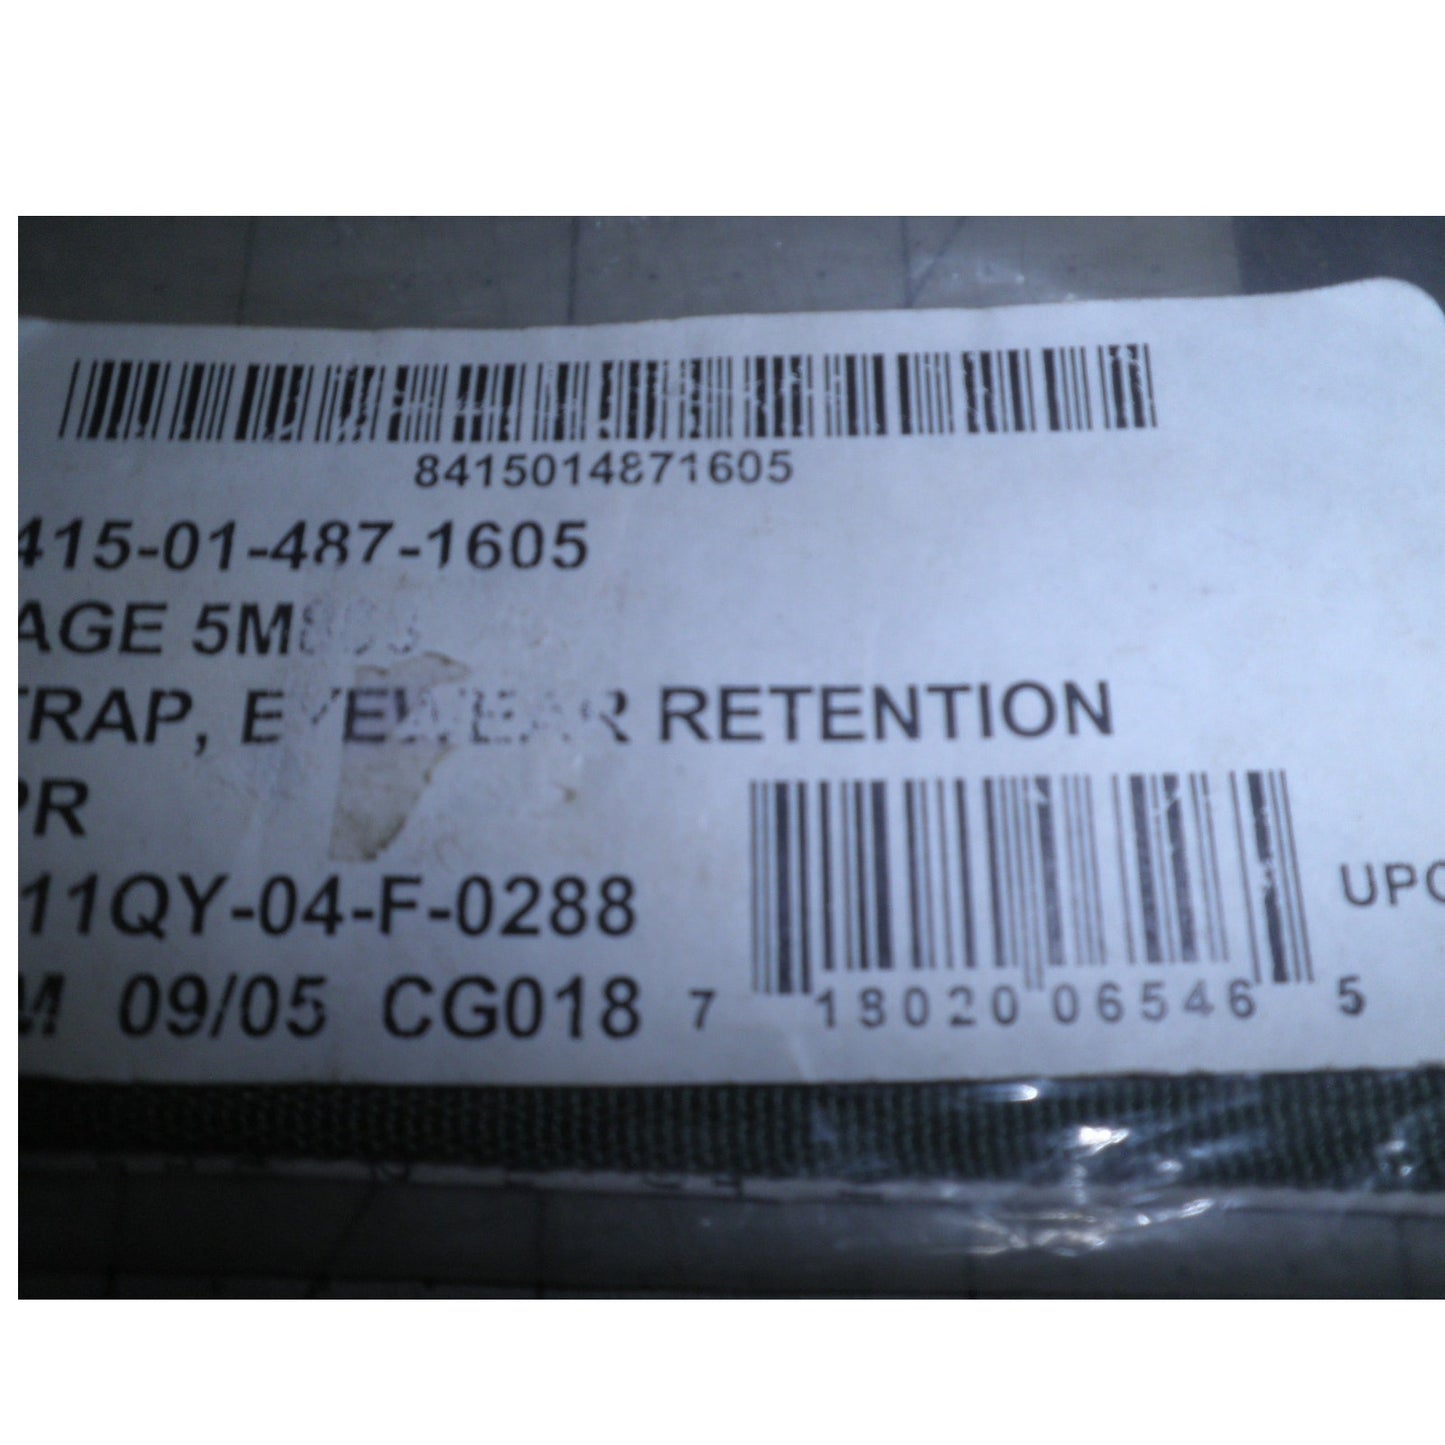 8415014871605
415-01-487-1605
AGE
TRAP, EYEWEAR RETENTION
PR
11QY-04-F-0288
M 09/05 CG018
7 18020 06546 5
UPC